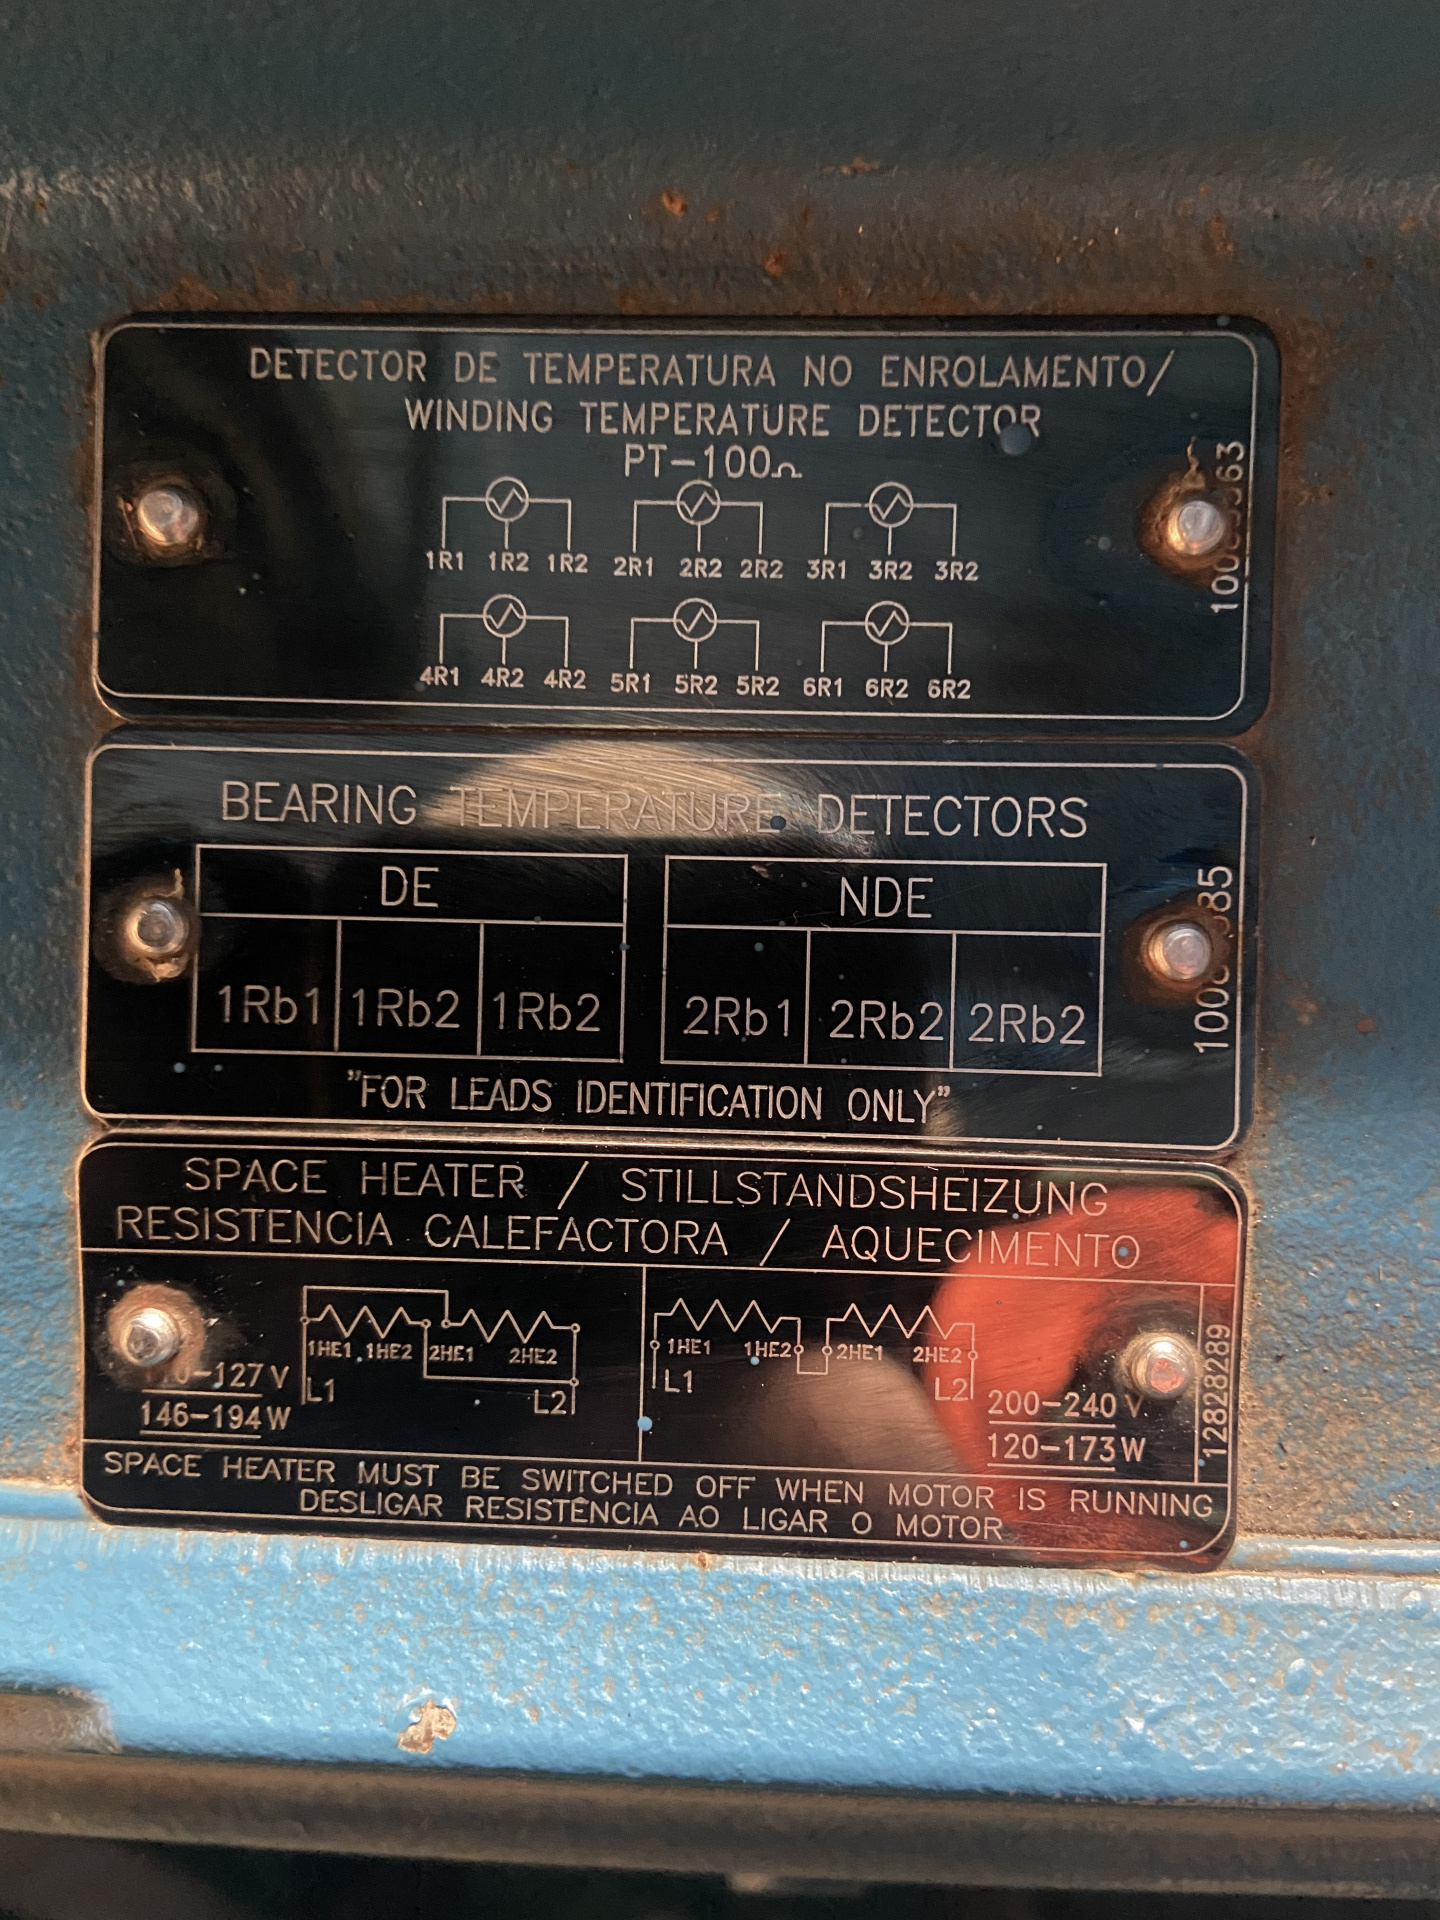 DETECTOR DE TEMPERATURA NO ENROLAMENTO/
WINDING TEMPERATURE DETECTOR
PT-100Ω
1R1 1R2 1R2 2R1 2R2 2R2 3R1 3R2 3R2
4R1 4R2 4R2 5R1 5R2 5R2 6R1 6R2 6R2
BEARING TEMPERATURE DETECTORS
DE NDE
1Rb1 1Rb2 1Rb2 2Rb1 2Rb2 2Rb2
"FOR LEADS IDENTIFICATION ONLY"
SPACE HEATER / STILLSTANDSHEIZUNG
RESISTENCIA CALEFACTORA / AQUECIMENTO
1HE1 1HE2 2HE1 2HE2 1HE1 1HE2 2HE1 2HE2
V L1 L2 L1 L2 200-240 V
146-194 W 120-173 W
12828289
SPACE HEATER MUST BE SWITCHED OFF WHEN MOTOR IS RUNNING
DESLIGAR RESISTÊNCIA AO LIGAR O MOTOR